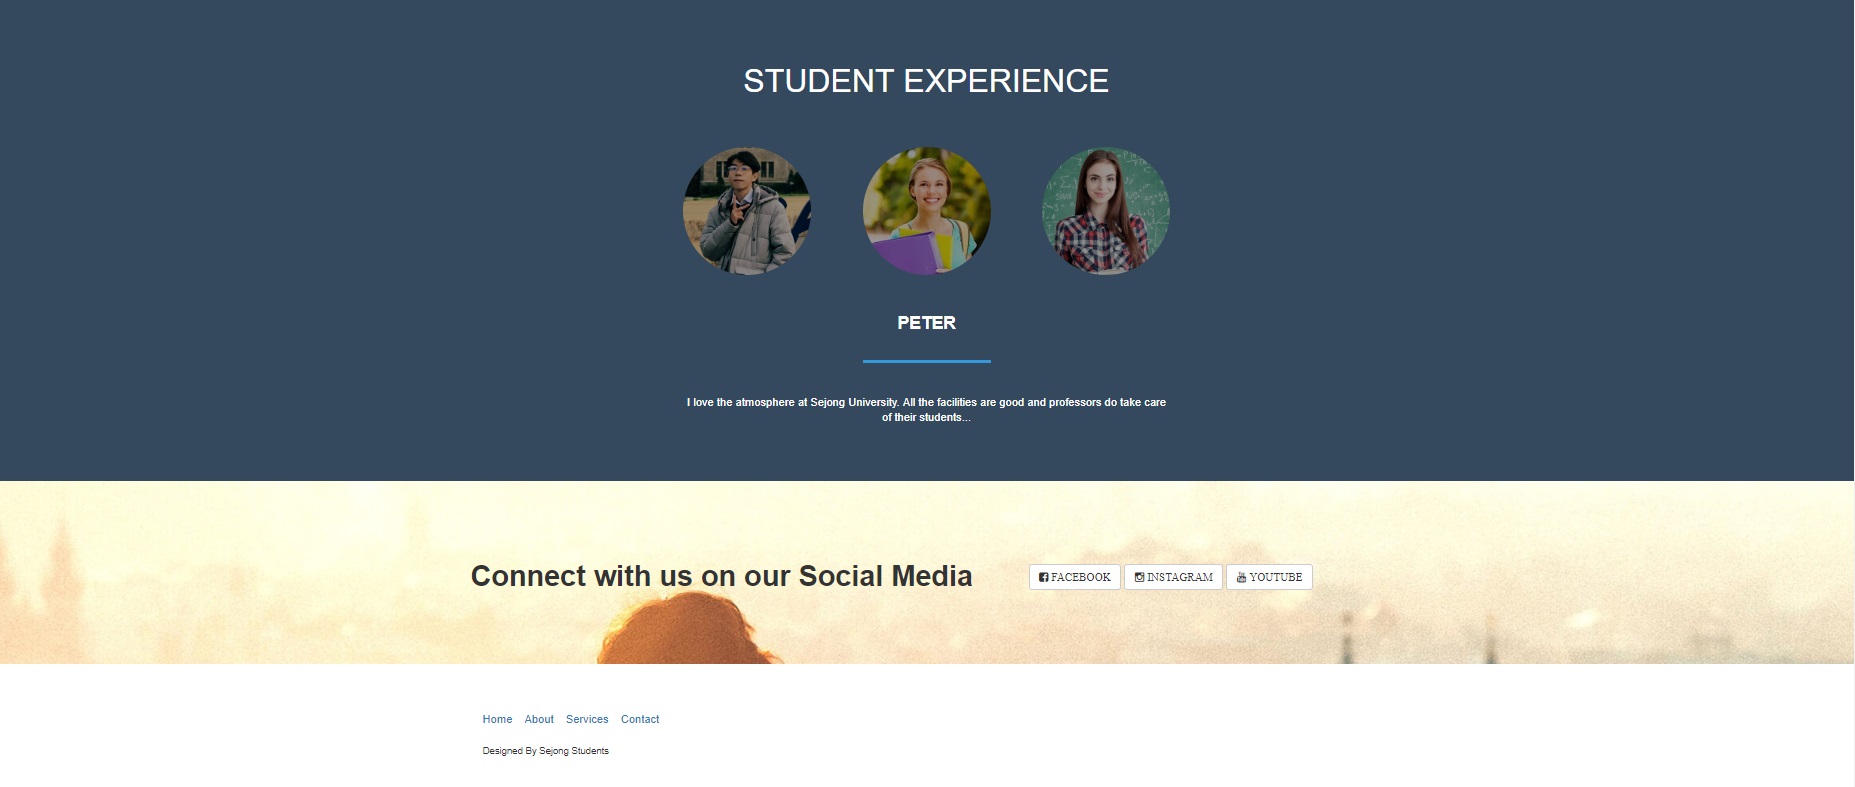 STUDENT EXPERIENCE
PETER
I love the atmosphere at Sejong University. All the facilities are good and professors do take care
of their students...
Connect with us on our Social Media
FACEBOOK INSTAGRAM YOUTUBE
Home About Services Contact
Designed By Sejong Students